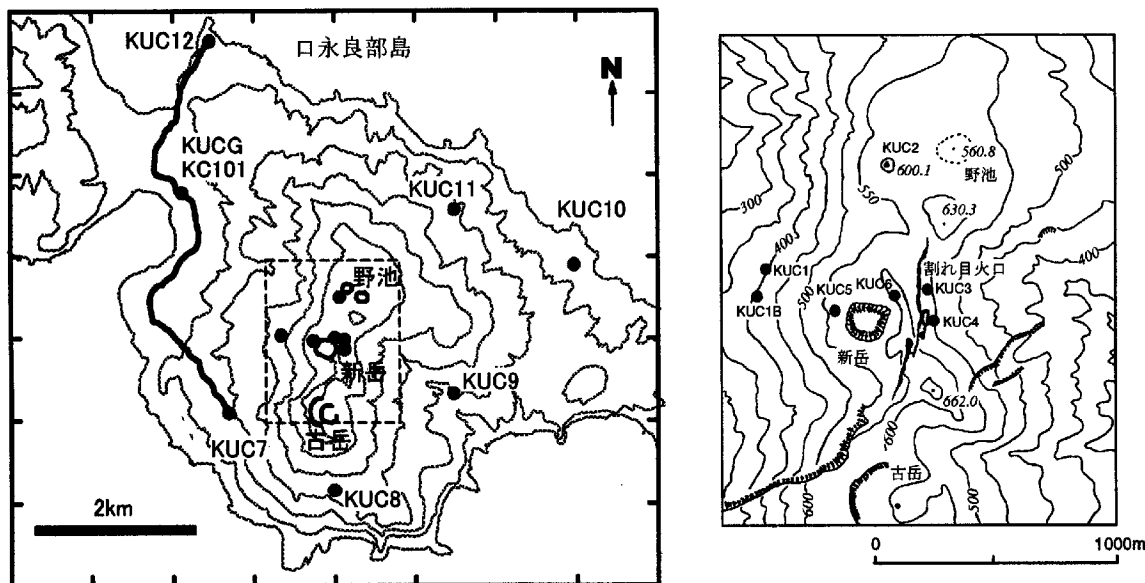 KUC12
口永良部島
N
KUCG
KC101
KUC11
KUC10
野池
新岳
KUC9
古岳
KUC7
KUC8
2km
KUC2
560.8
600.1
野池
500
550
300
630.3
400
400
KUC1
割れ目火口
500
KUC5
KUC6
KUC3
KUC1B
KUC4
新岳
662.0
600
古岳
500
600
0
1000m